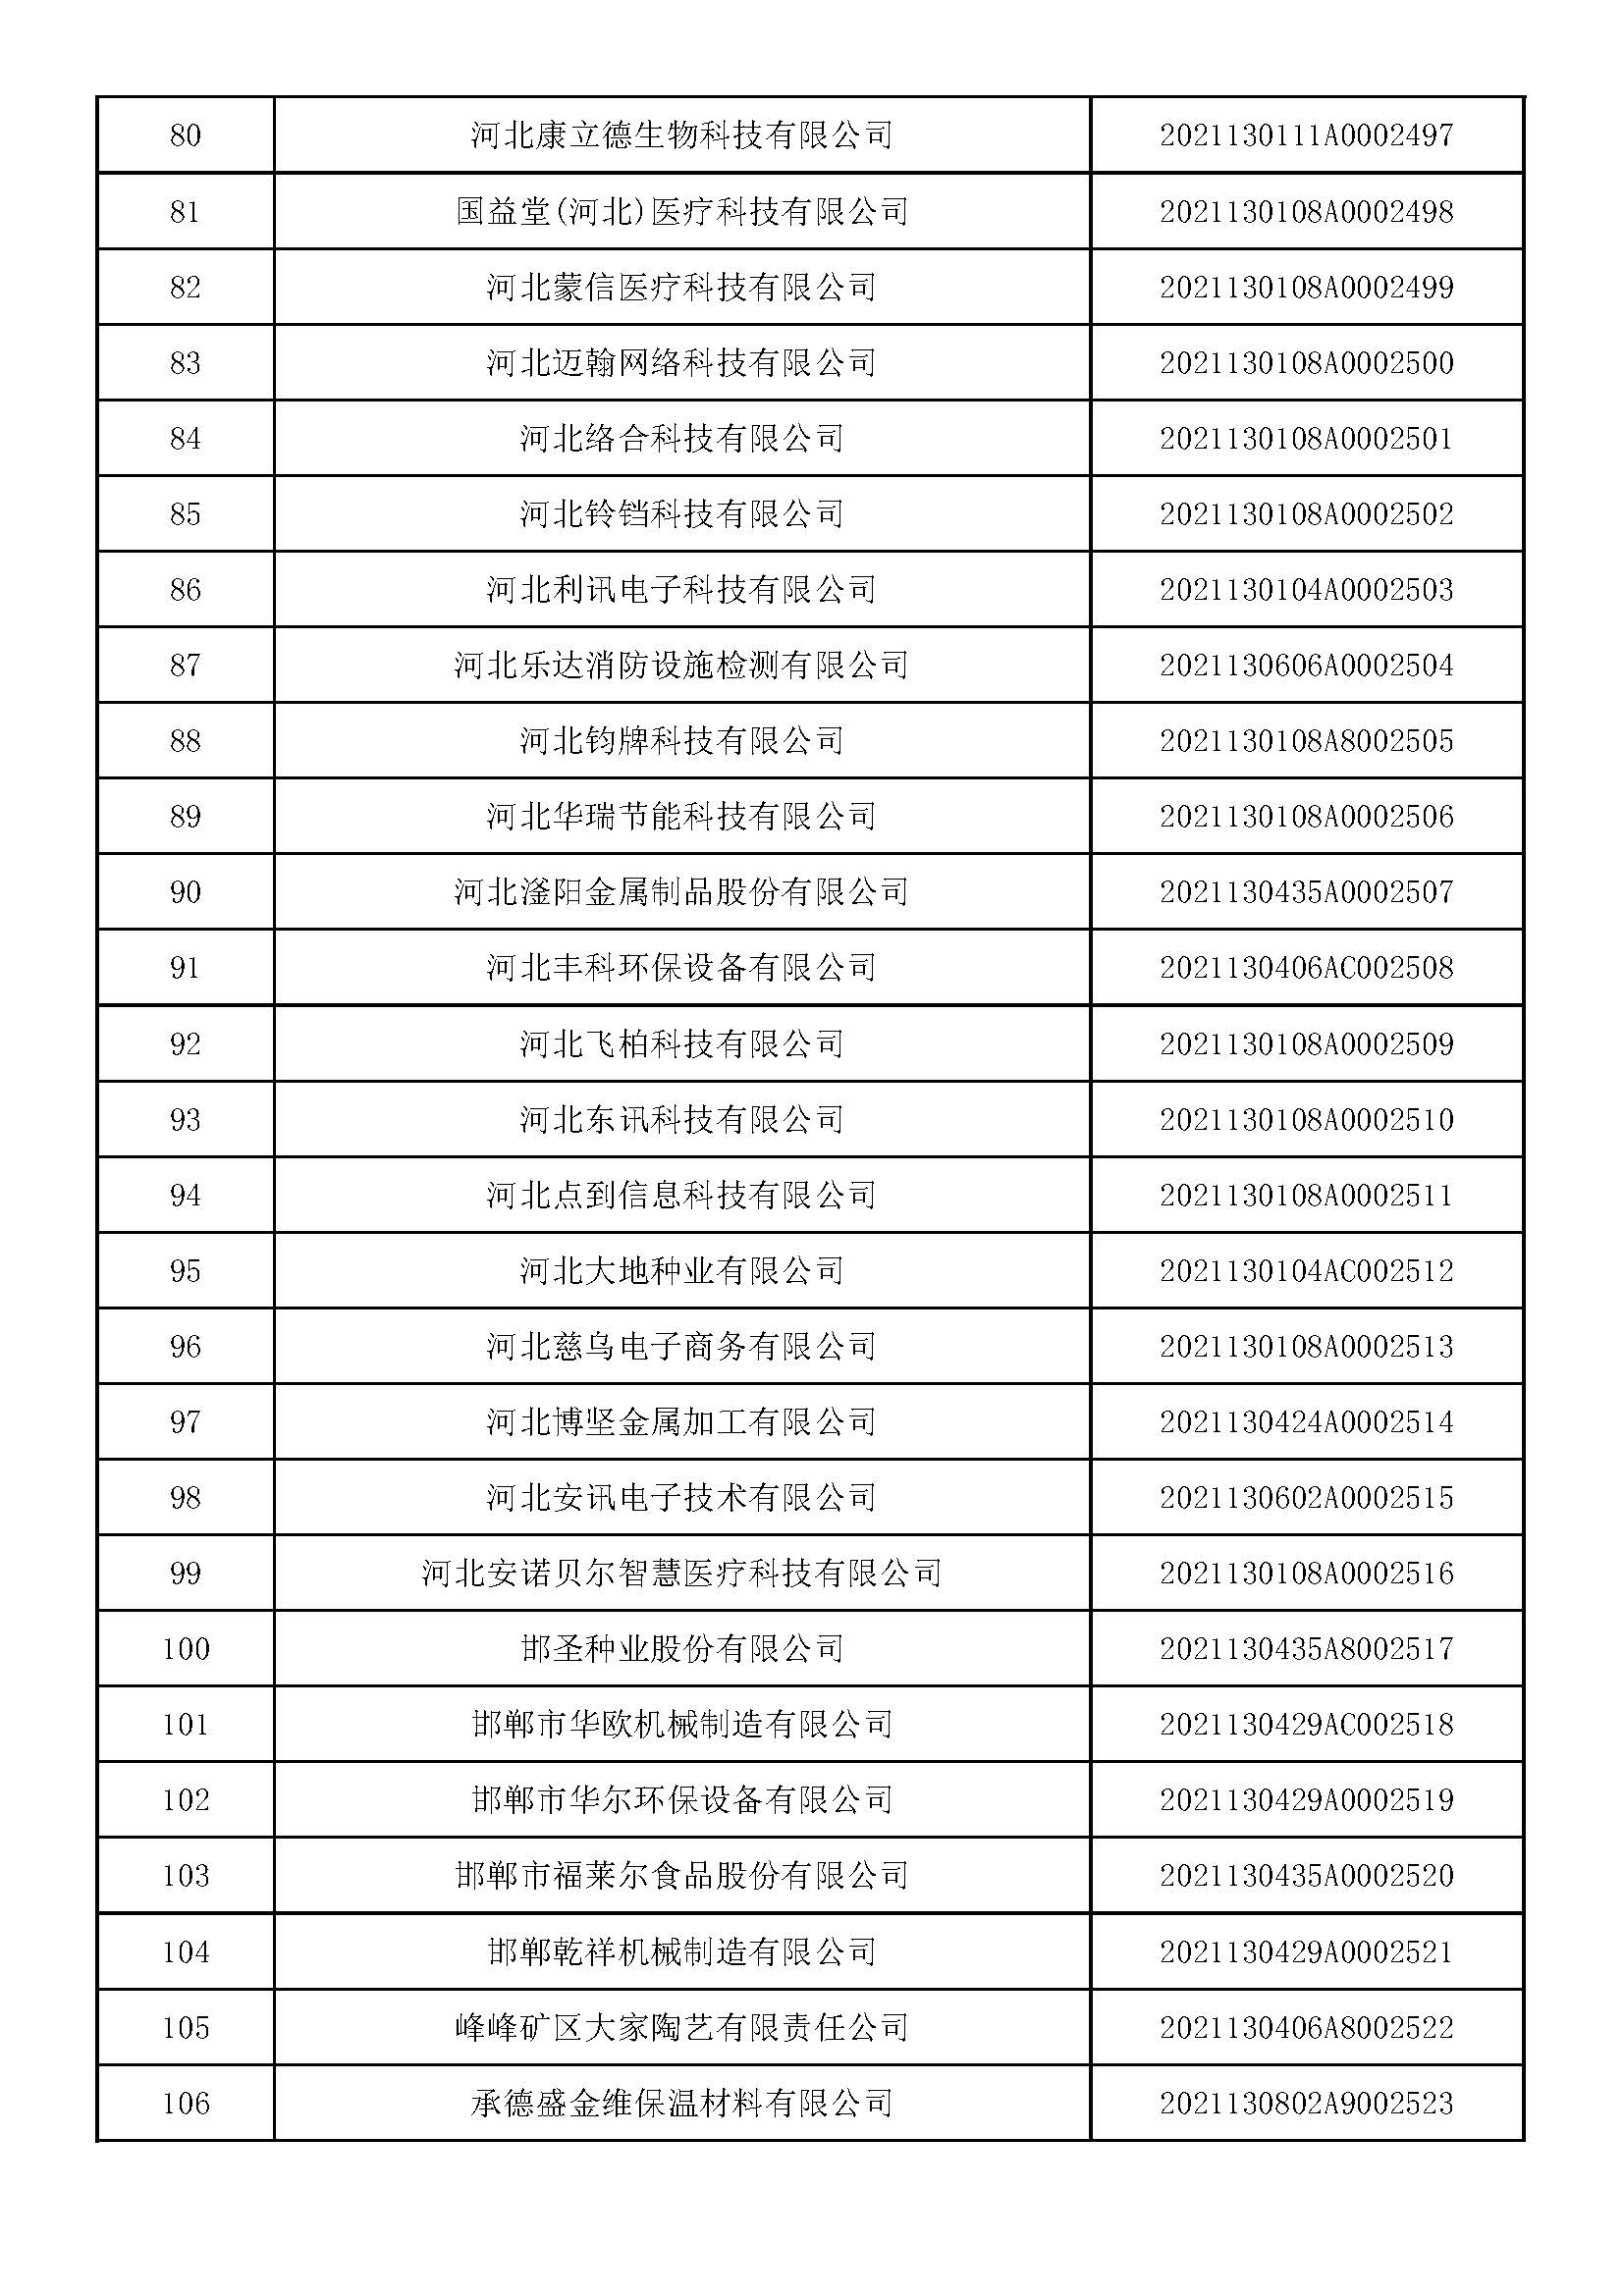 80 河北康立德生物科技有限公司 2021130111A0002497
81 国益堂(河北)医疗科技有限公司 2021130108A0002498
82 河北蒙信医疗科技有限公司 2021130108A0002499
83 河北迈翰网络科技有限公司 2021130108A0002500
84 河北络合科技有限公司 2021130108A0002501
85 河北铃铛科技有限公司 2021130108A0002502
86 河北利讯电子科技有限公司 2021130104A0002503
87 河北乐达消防设施检测有限公司 2021130606A0002504
88 河北钧牌科技有限公司 2021130108A8002505
89 河北华瑞节能科技有限公司 2021130108A0002506
90 河北滏阳金属制品股份有限公司 2021130435A0002507
91 河北丰科环保设备有限公司 2021130406AC002508
92 河北飞柏科技有限公司 2021130108A0002509
93 河北东讯科技有限公司 2021130108A0002510
94 河北点到信息科技有限公司 2021130108A0002511
95 河北大地种业有限公司 2021130104AC002512
96 河北慈乌电子商务有限公司 2021130108A0002513
97 河北博坚金属加工有限公司 2021130424A0002514
98 河北安讯电子技术有限公司 2021130602A0002515
99 河北安诺贝尔智慧医疗科技有限公司 2021130108A0002516
100 邯圣种业股份有限公司 2021130435A8002517
101 邯郸市华欧机械制造有限公司 2021130429AC002518
102 邯郸市华尔环保设备有限公司 2021130429A0002519
103 邯郸市福莱尔食品股份有限公司 2021130435A0002520
104 邯郸乾祥机械制造有限公司 2021130429A0002521
105 峰峰矿区大家陶艺有限责任公司 2021130406A8002522
106 承德盛金维保温材料有限公司 2021130802A9002523